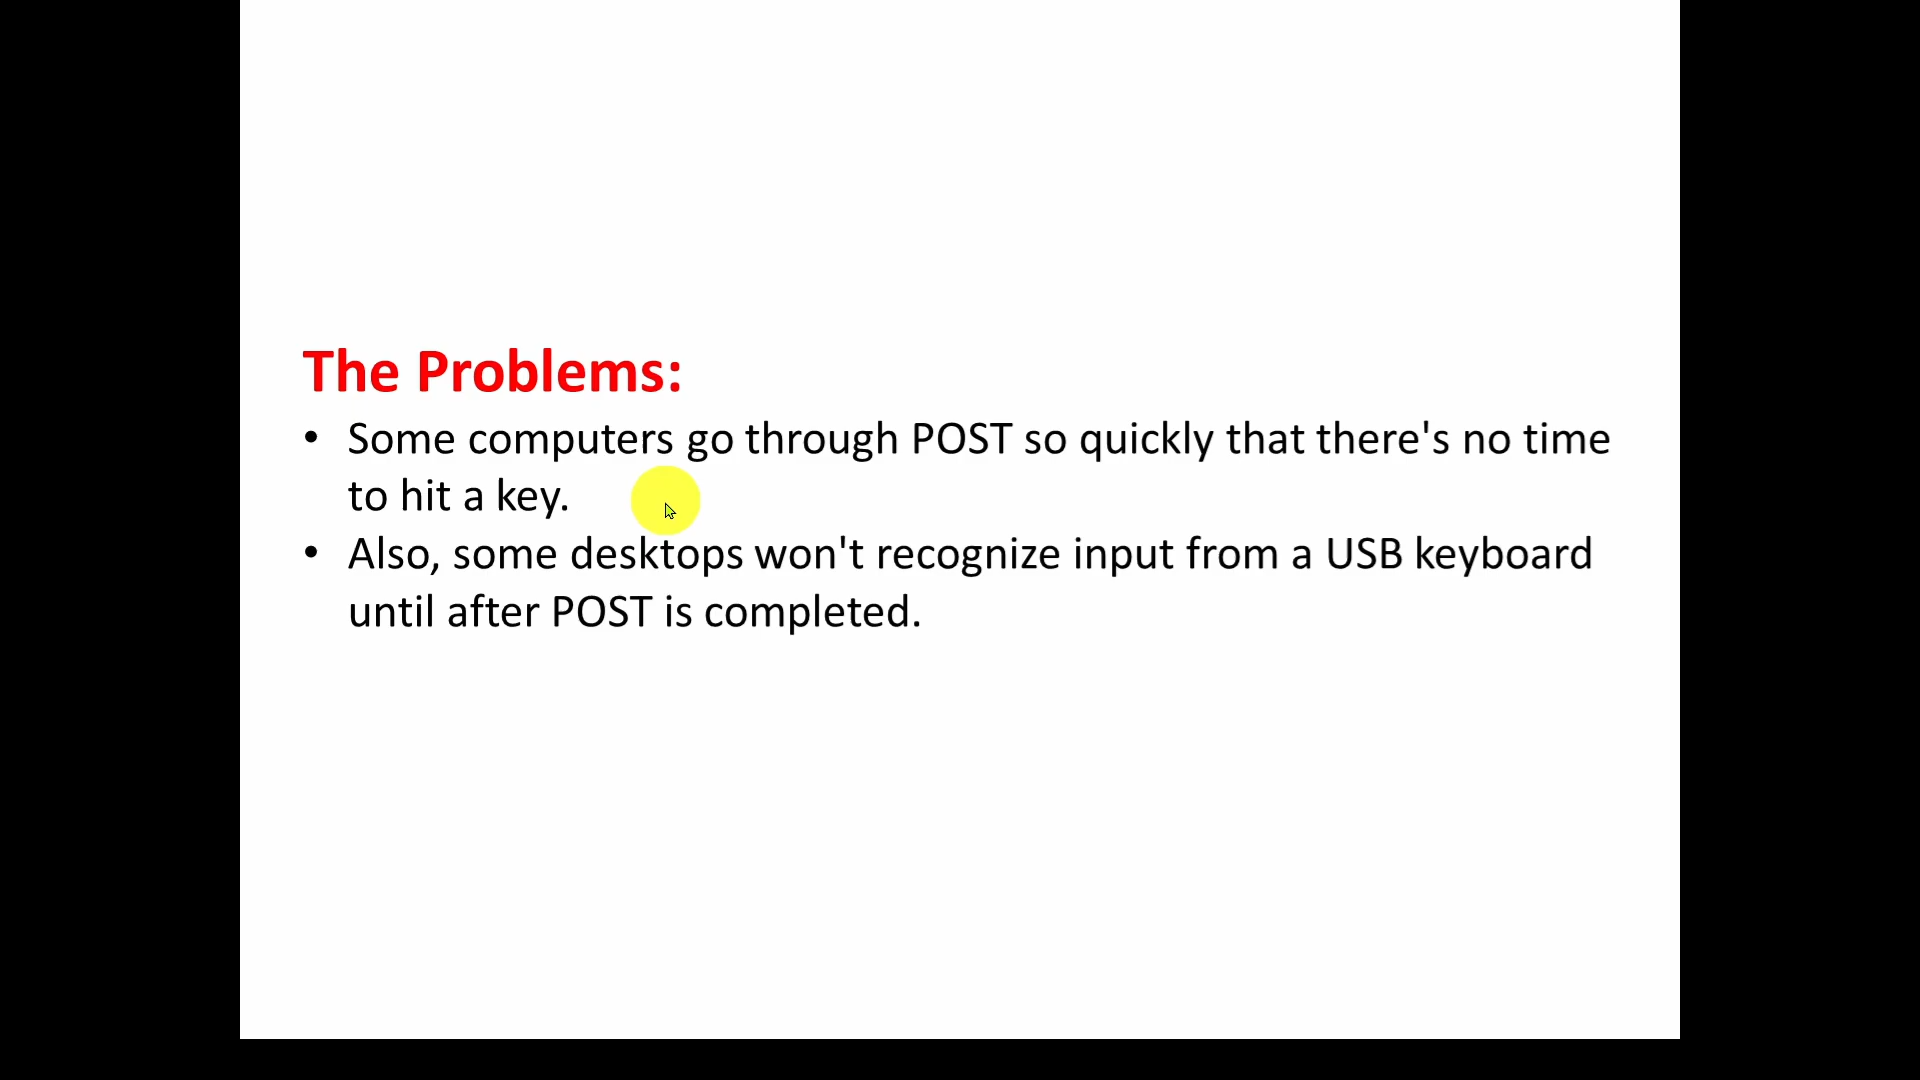 The Problems:
• Some computers go through POST so quickly that there's no time
to hit a key.
• Also, some desktops won't recognize input from a USB keyboard
until after POST is completed.